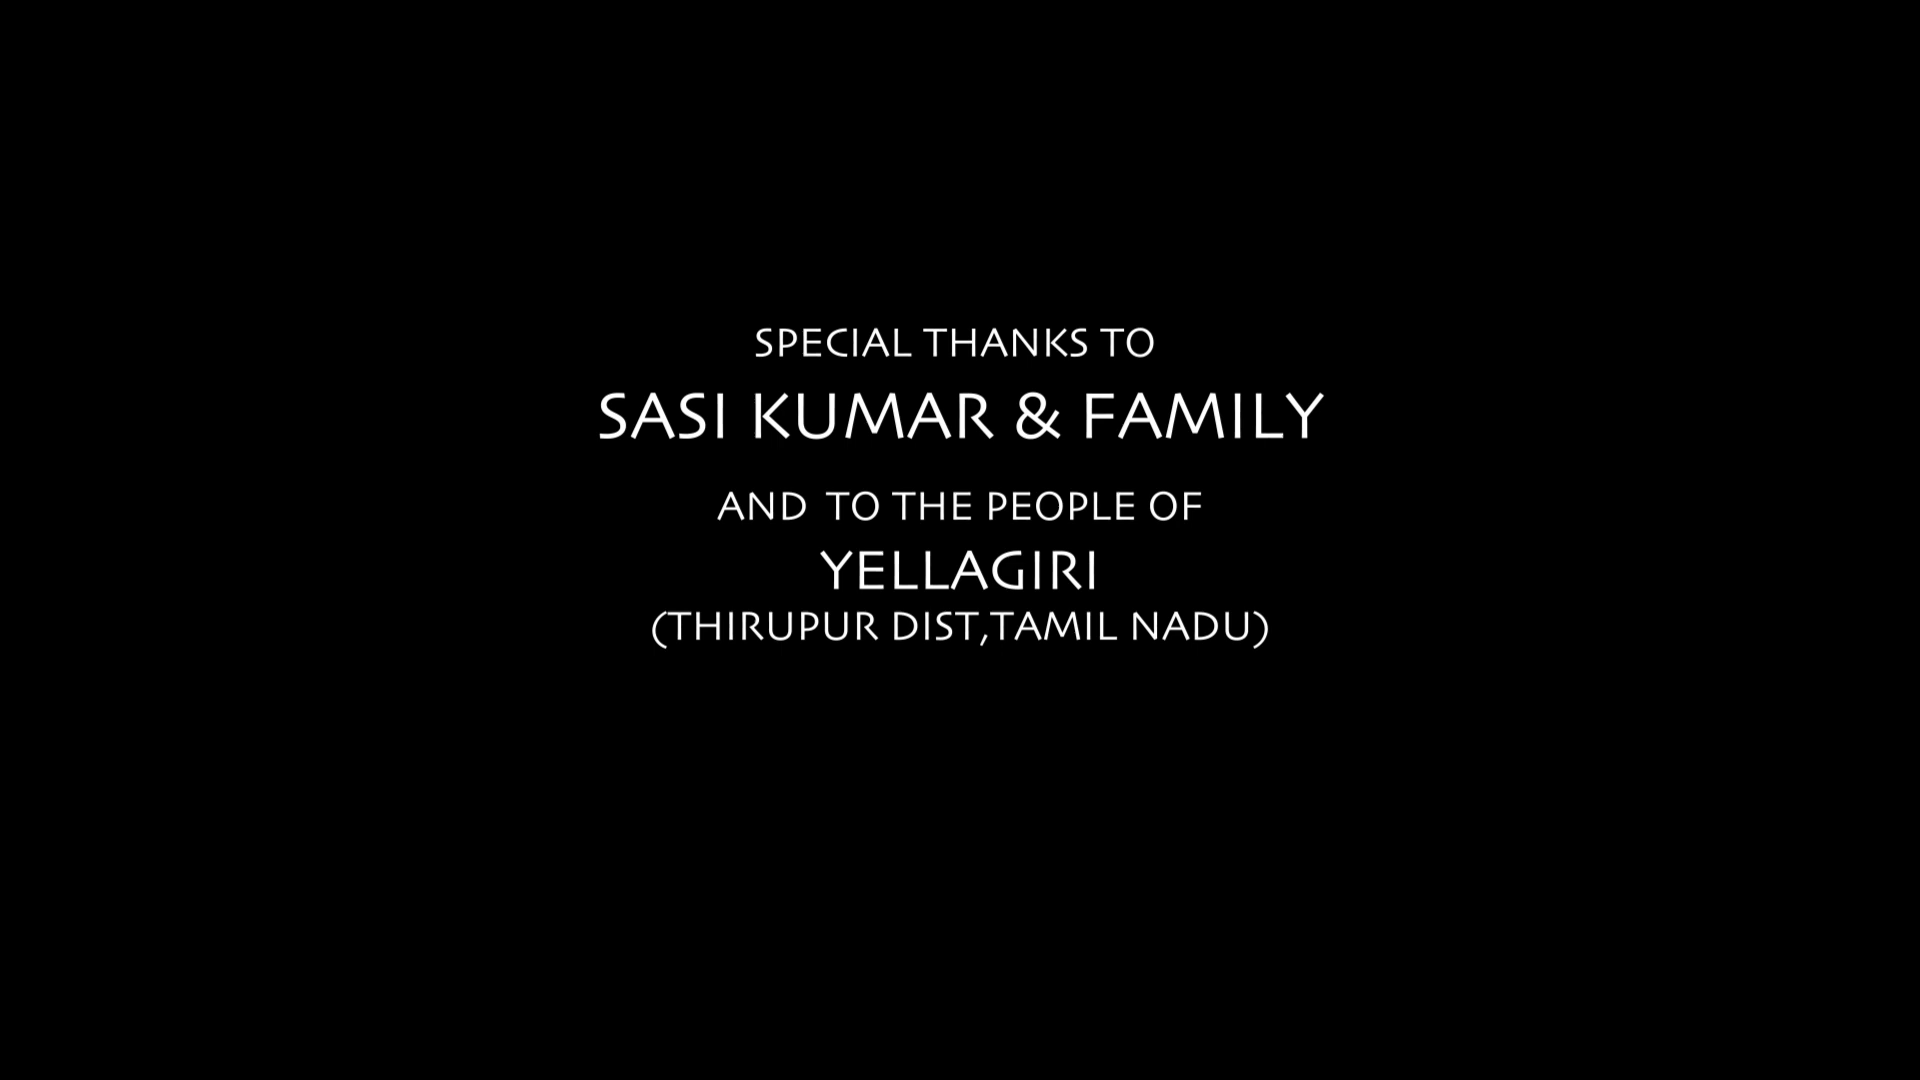 SPECIAL THANKS TO
SASI KUMAR & FAMILY
AND TO THE PEOPLE OF
YELLAGIRI
(THIRUPUR DIST,TAMIL NADU)